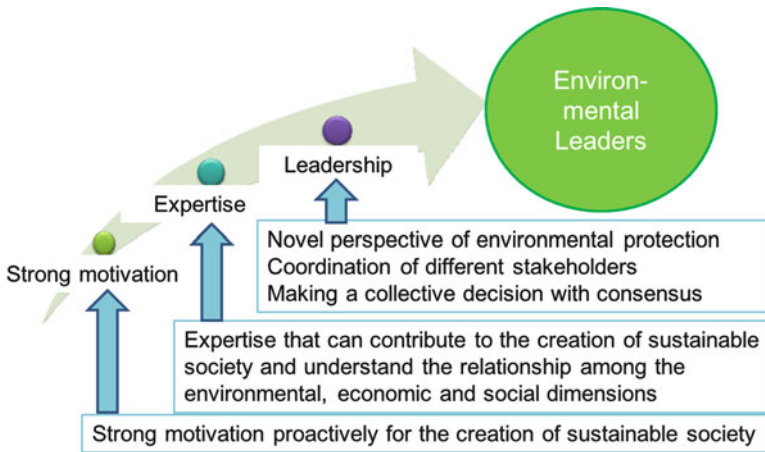 Environ-
mental
Leaders
Leadership
Expertise
Strong motivation
Novel perspective of environmental protection
Coordination of different stakeholders
Making a collective decision with consensus
Expertise that can contribute to the creation of sustainable
society and understand the relationship among the
environmental, economic and social dimensions
Strong motivation proactively for the creation of sustainable society